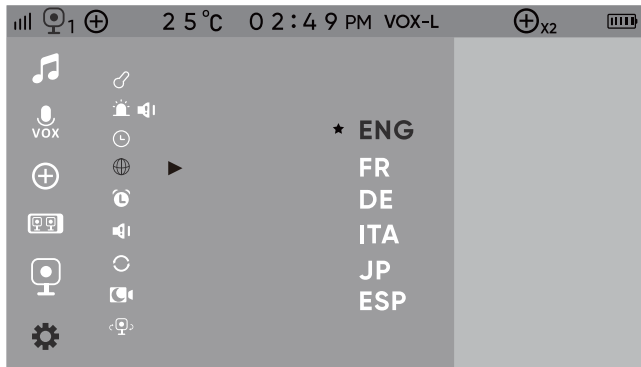 1 25°C 02:49 PM VOX-L X2
VOX
ENG
FR
DE
ITA
JP
ESP